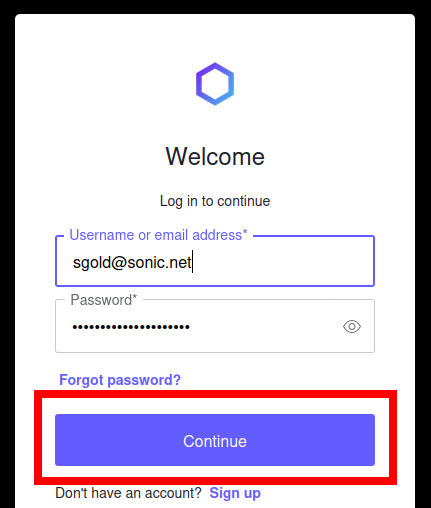 Welcome
Log in to continue
Username or email address*
sgold@sonic.net
Password*
•••••••••••••••••••••
Forgot password?
Continue
Don't have an account? Sign up